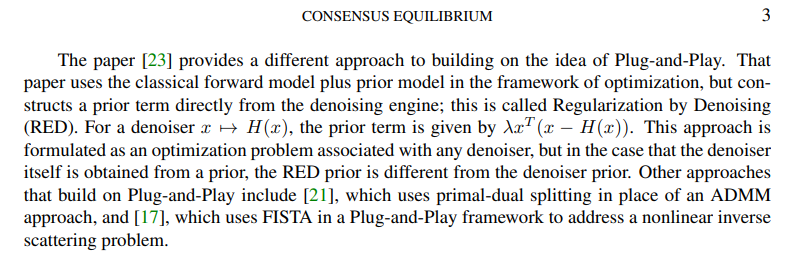 CONSENSUS EQUILIBRIUM 3
The paper [23] provides a different approach to building on the idea of Plug-and-Play. That
paper uses the classical forward model plus prior model in the framework of optimization, but con-
structs a prior term directly from the denoising engine; this is called Regularization by Denoising
(RED). For a denoiser x ↦ H(x), the prior term is given by λxᵀ(x − H(x)). This approach is
formulated as an optimization problem associated with any denoiser, but in the case that the denoiser
itself is obtained from a prior, the RED prior is different from the denoiser prior. Other approaches
that build on Plug-and-Play include [21], which uses primal-dual splitting in place of an ADMM
approach, and [17], which uses FISTA in a Plug-and-Play framework to address a nonlinear inverse
scattering problem.